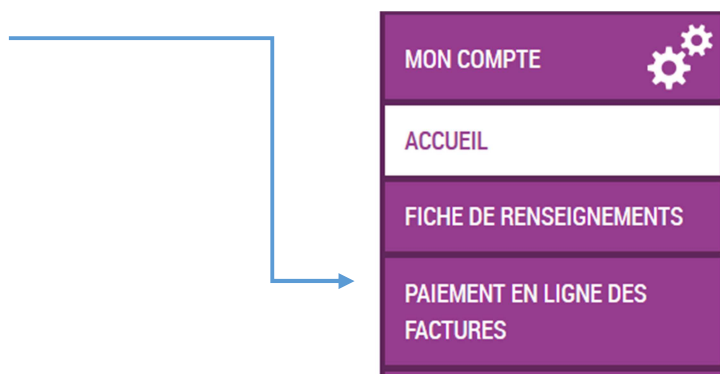 MON COMPTE
ACCUEIL
FICHE DE RENSEIGNEMENTS
PAIEMENT EN LIGNE DES
FACTURES